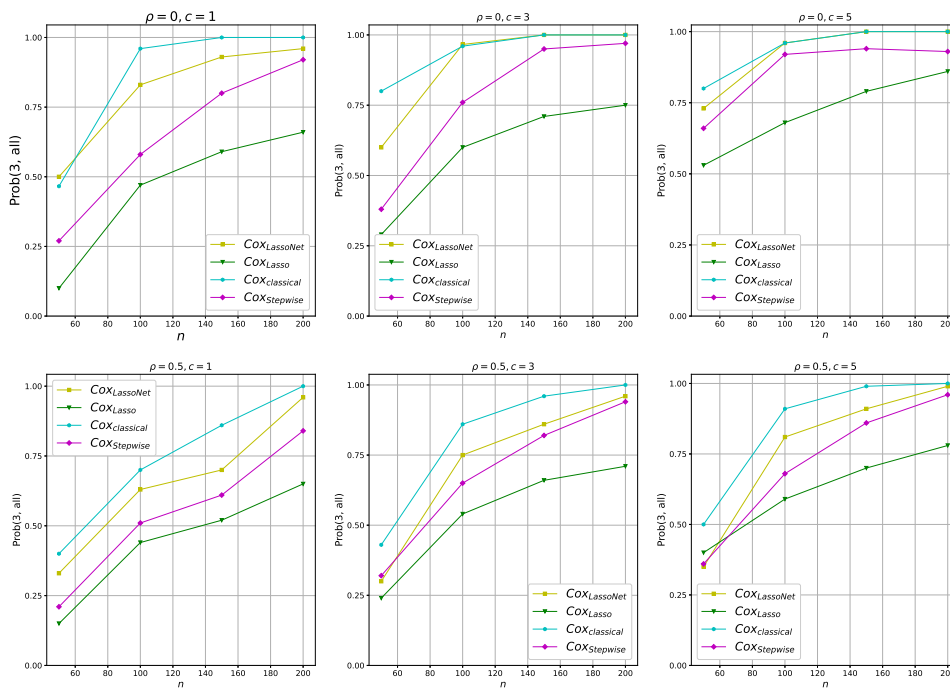 ρ = 0, c = 1
Prob(3, all)
1.00
0.75
0.50
0.25
0.00
Cox_LassoNet
Cox_Lasso
Cox_classical
Cox_Stepwise
60 80 100 120 140 160 180 200
n
ρ = 0, c = 3
Prob(3, all)
1.00
0.75
0.50
0.25
0.00
Cox_LassoNet
Cox_Lasso
Cox_classical
Cox_Stepwise
60 80 100 120 140 160 180 200
n
ρ = 0, c = 5
Prob(3, all)
1.00
0.75
0.50
0.25
0.00
Cox_LassoNet
Cox_Lasso
Cox_classical
Cox_Stepwise
60 80 100 120 140 160 180
n
ρ = 0.5, c = 1
Prob(3, all)
1.00
0.75
0.50
0.25
0.00
Cox_LassoNet
Cox_Lasso
Cox_classical
Cox_Stepwise
60 80 100 120 140 160 180 200
n
ρ = 0.5, c = 3
Prob(3, all)
1.00
0.75
0.50
0.25
0.00
Cox_LassoNet
Cox_Lasso
Cox_classical
Cox_Stepwise
60 80 100 120 140 160 180 200
n
ρ = 0.5, c = 5
Prob(3, all)
1.00
0.75
0.50
0.25
0.00
Cox_LassoNet
Cox_Lasso
Cox_classical
Cox_Stepwise
60 80 100 120 140 160 180
n